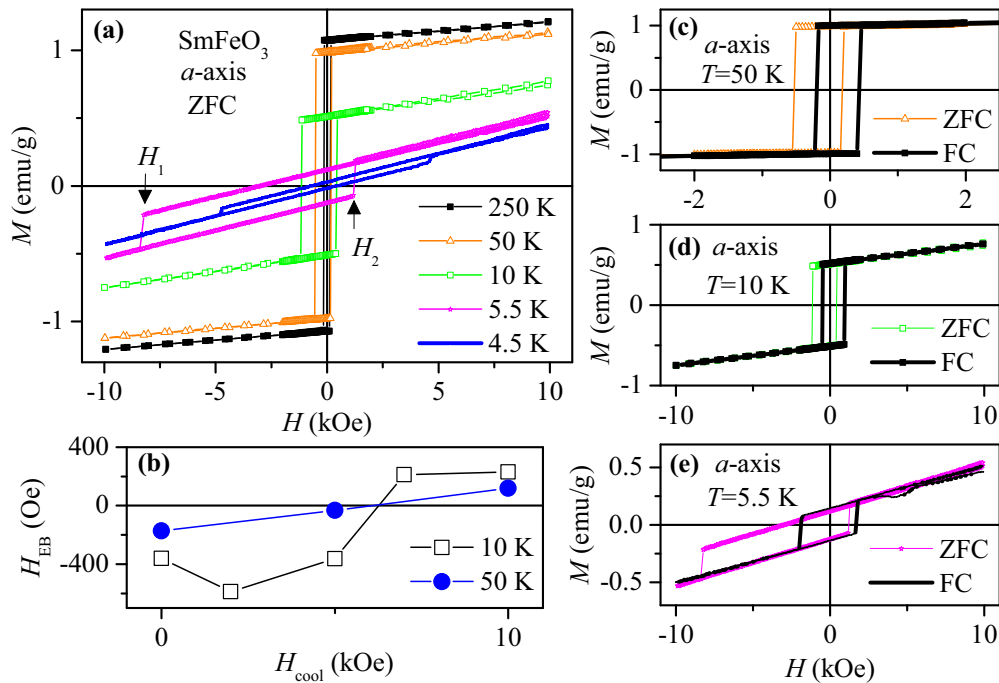 (a)
SmFeO₃
a-axis
ZFC
H₁
H₂
250 K
50 K
10 K
5.5 K
4.5 K
1
0
-1
M (emu/g)
-10 -5 0 5 10
H (kOe)
(b)
400
0
-400
H_EB (Oe)
10 K
50 K
0 10
H_cool (kOe)
(c)
a-axis
T=50 K
ZFC
FC
1
0
-1
M (emu/g)
-2 0 2
(d)
a-axis
T=10 K
ZFC
FC
1
0
-1
M (emu/g)
-10 0 10
(e)
a-axis
T=5.5 K
ZFC
FC
0.5
0.0
-0.5
M (emu/g)
-10 0 10
H (kOe)